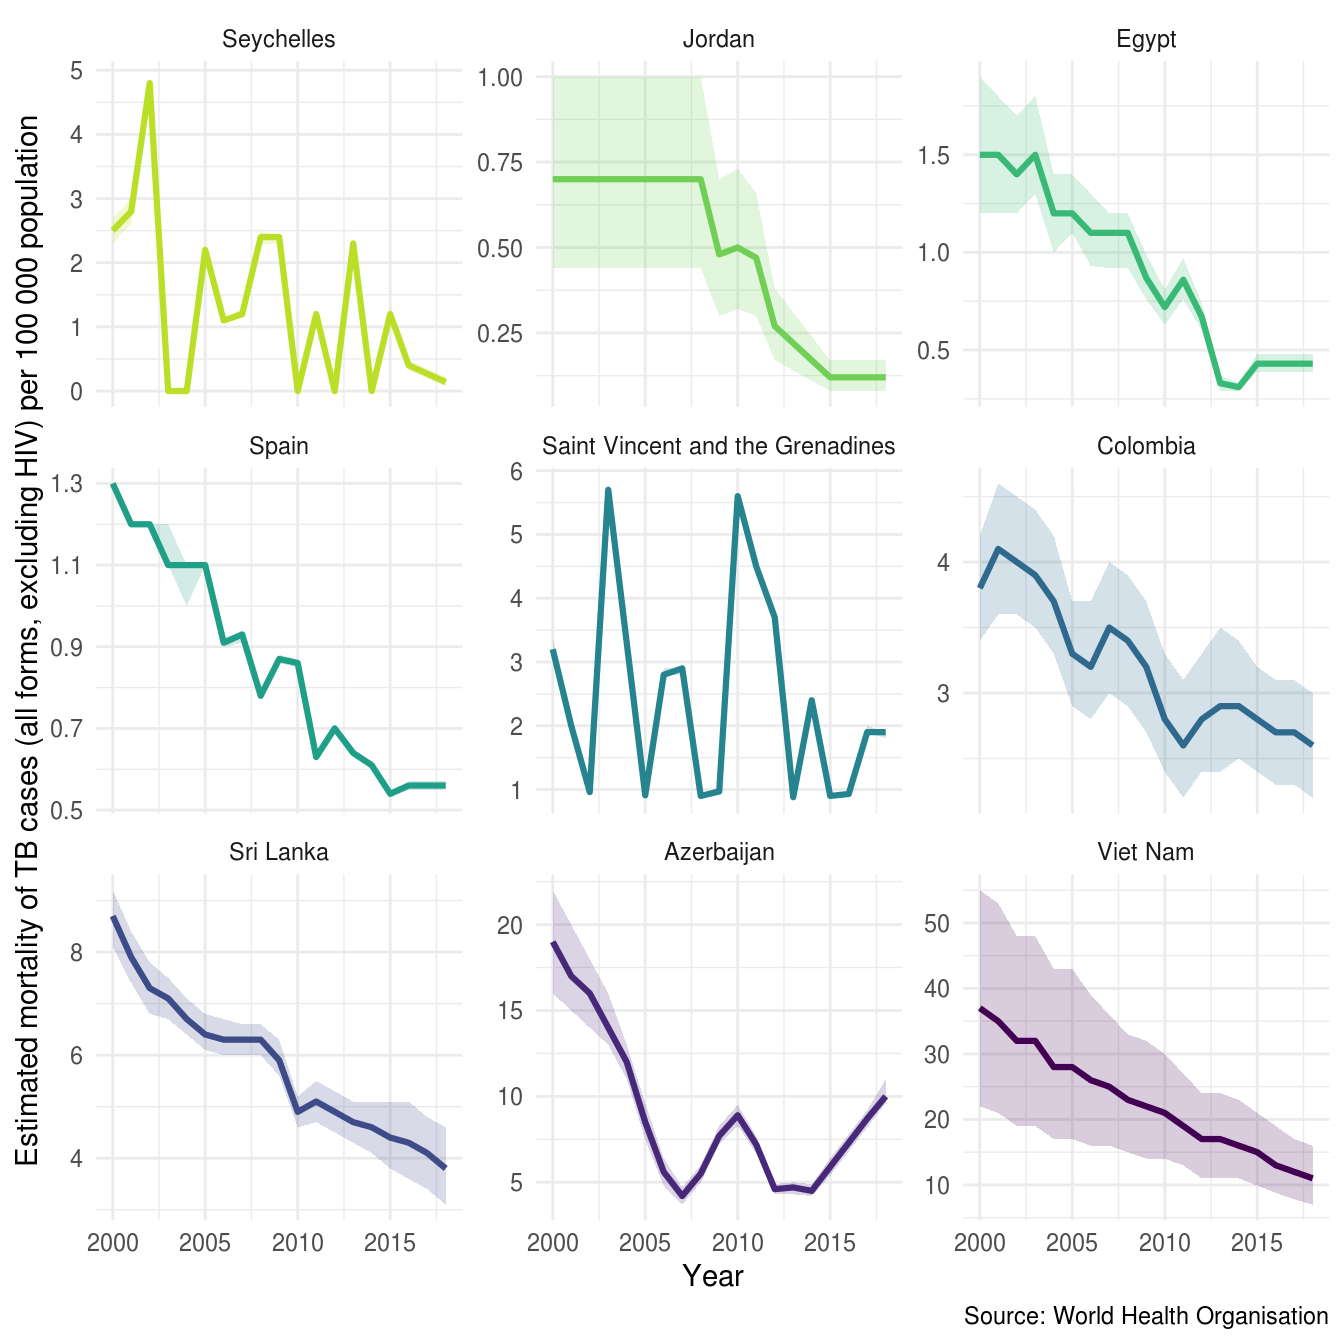 Seychelles
Jordan
Egypt
5
4
3
2
1
0
1.00
0.75
0.50
0.25
1.5
1.0
0.5
Spain
Saint Vincent and the Grenadines
Colombia
1.3
1.1
0.9
0.7
0.5
6
5
4
3
2
1
4
3
Sri Lanka
Azerbaijan
Viet Nam
8
6
4
20
15
10
5
50
40
30
20
10
2000 2005 2010 2015
2000 2005 2010 2015
2000 2005 2010 2015
Estimated mortality of TB cases (all forms, excluding HIV) per 100 000 population
Year
Source: World Health Organisation